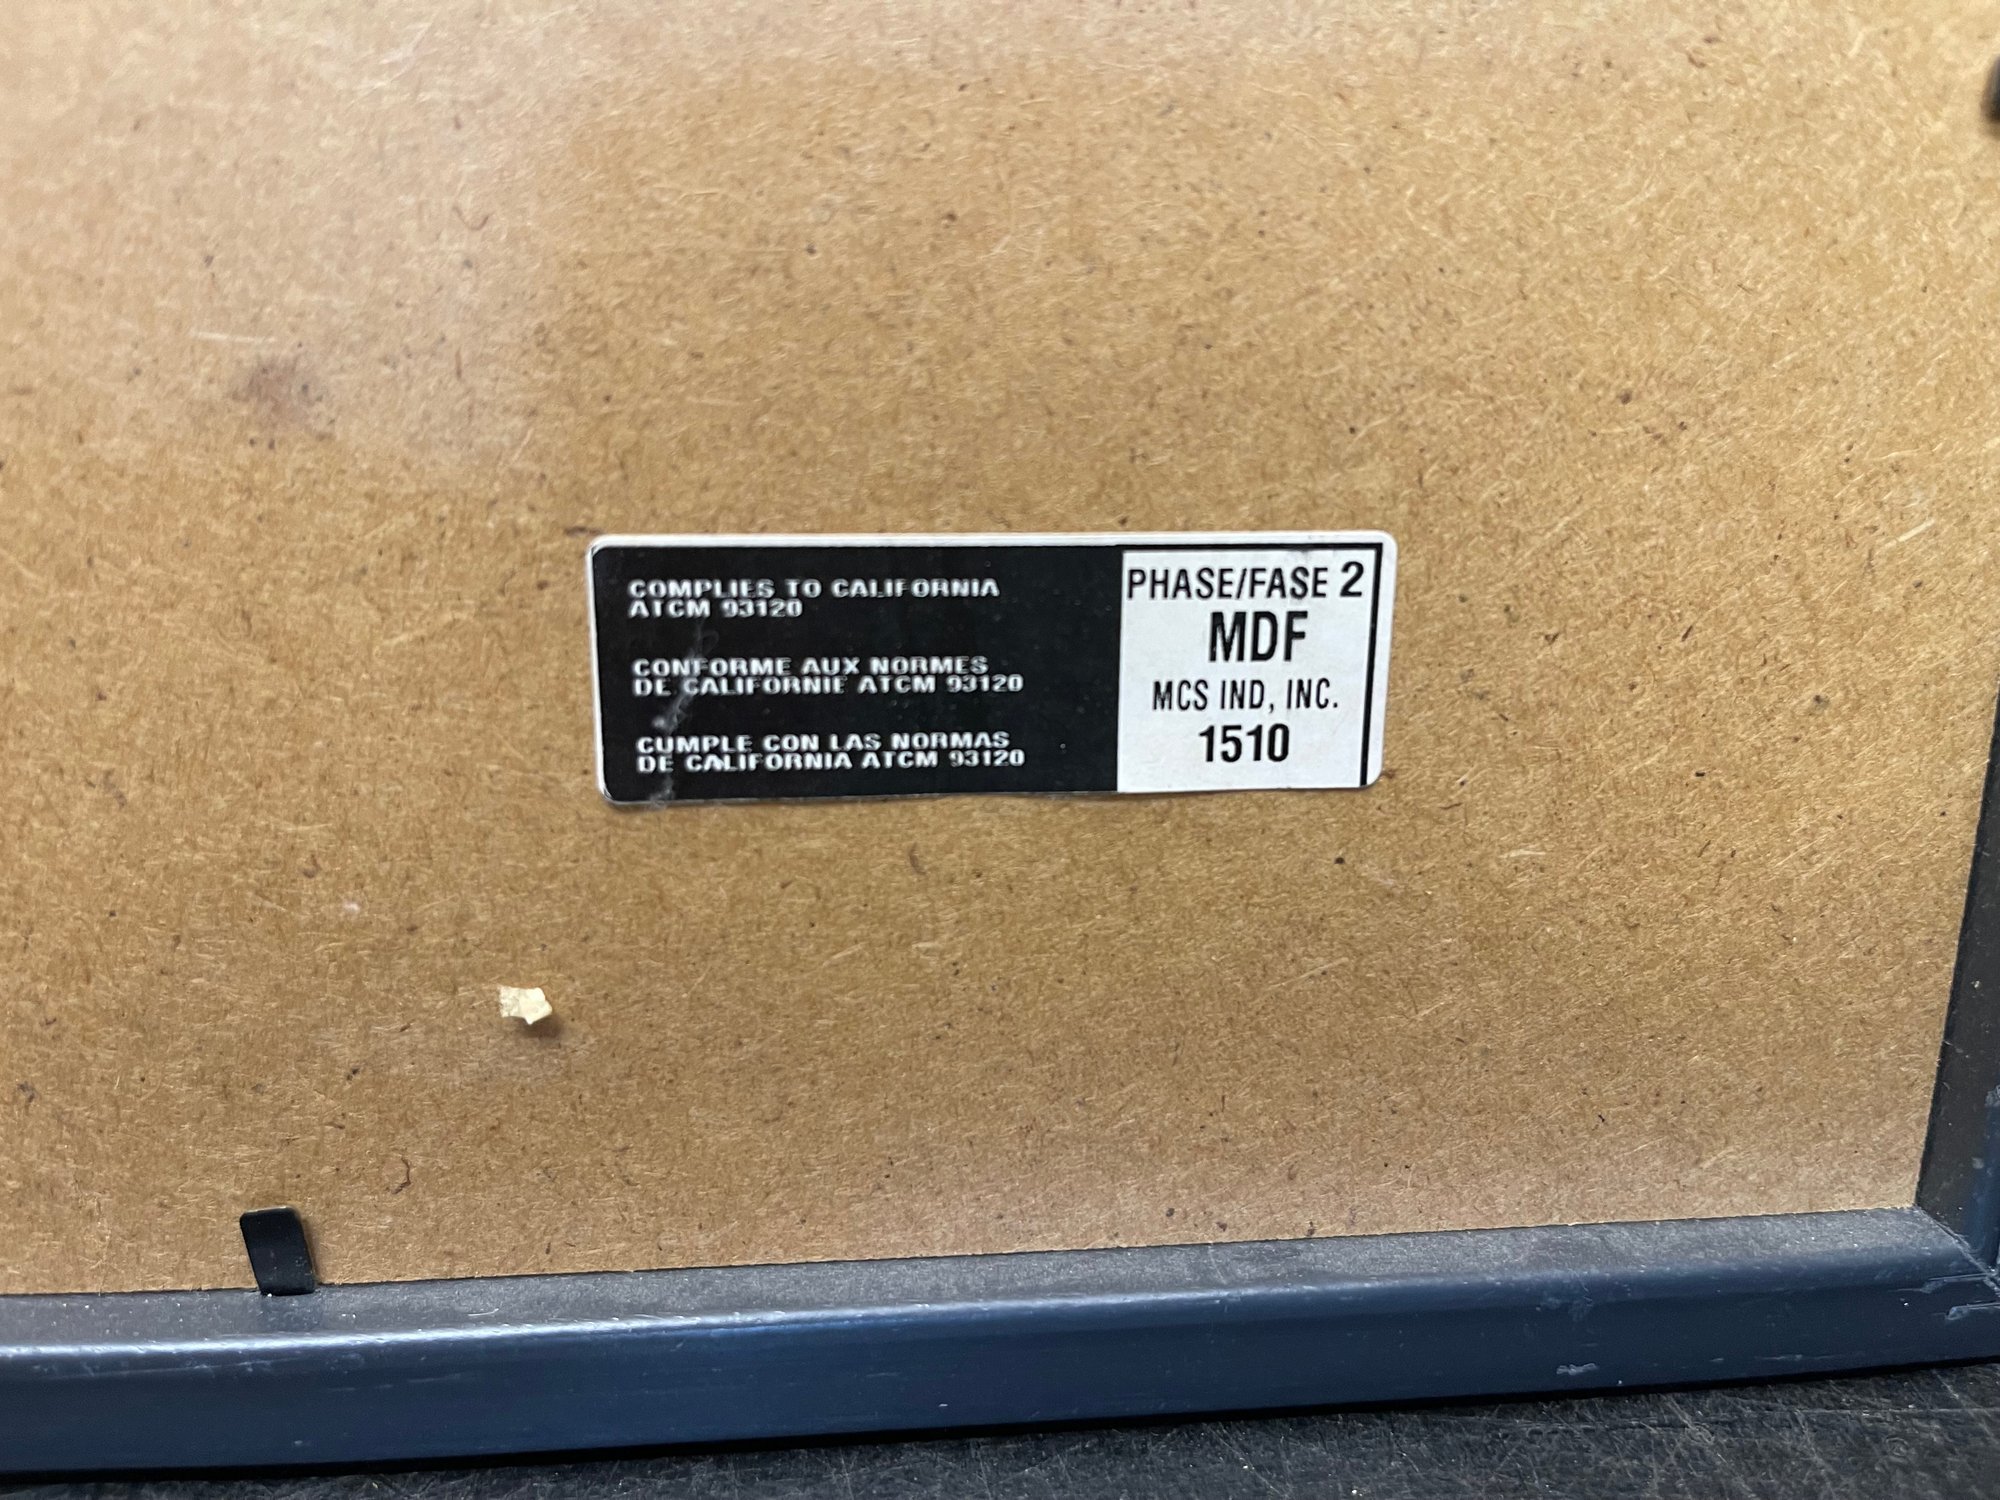 COMPLIES TO CALIFORNIA
ATCM 93120
CONFORME AUX NORMES
DE CALIFORNIE ATCM 93120
CUMPLE CON LAS NORMAS
DE CALIFORNIA ATCM 93120
PHASE/FASE 2
MDF
MCS IND, INC.
1510